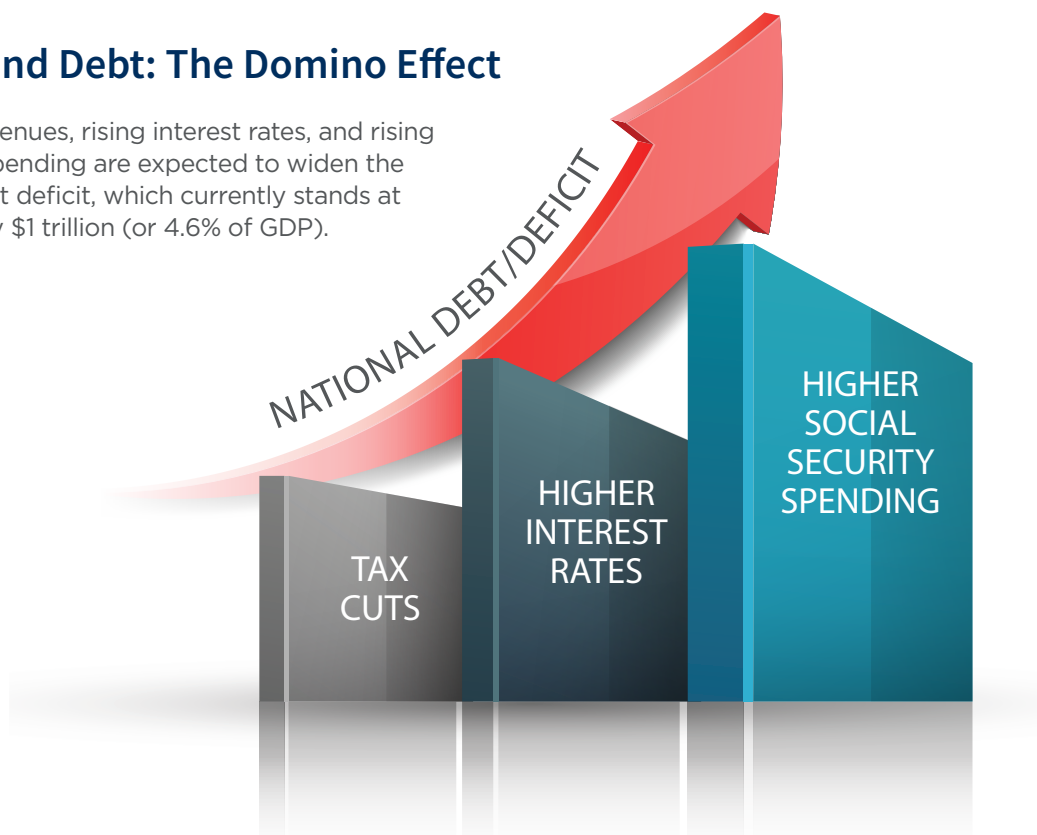 nd Debt: The Domino Effect
enues, rising interest rates, and rising
pending are expected to widen the
t deficit, which currently stands at
y $1 trillion (or 4.6% of GDP).
NATIONAL DEBT/DEFICIT
TAX
CUTS
HIGHER
INTEREST
RATES
HIGHER
SOCIAL
SECURITY
SPENDING